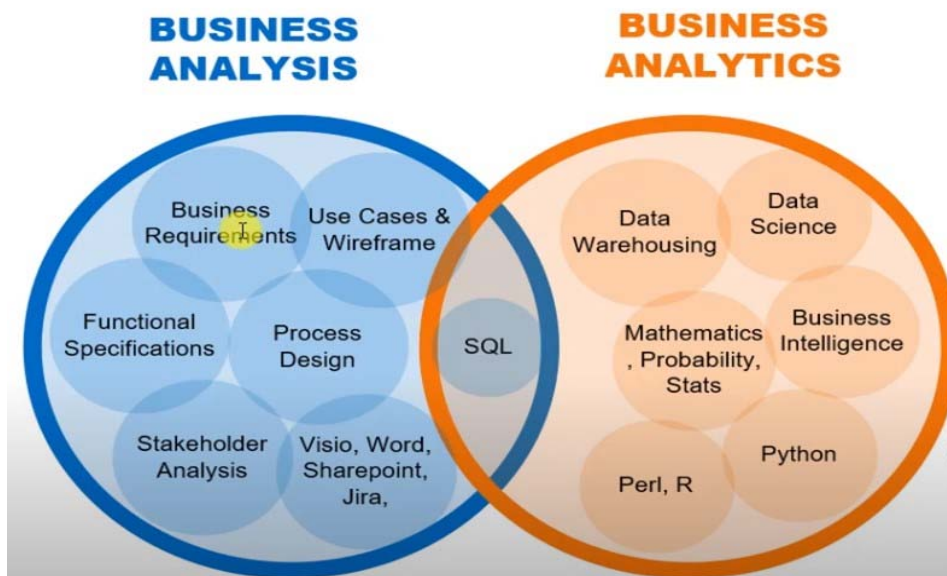 BUSINESS
ANALYSIS
BUSINESS
ANALYTICS
Business
Requirements
Use Cases &
Wireframe
Functional
Specifications
Process
Design
Stakeholder
Analysis
Visio, Word,
Sharepoint,
Jira,
SQL
Data
Warehousing
Data
Science
Mathematics
, Probability,
Stats
Business
Intelligence
Perl, R
Python